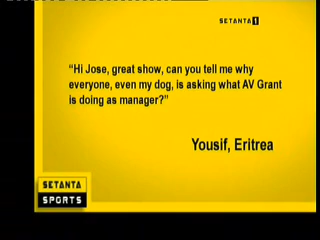 SETANTA 1
“Hi Jose, great show, can you tell me why
everyone, even my dog, is asking what AV Grant
is doing as manager?”
Yousif, Eritrea
SETANTA
SPORTS